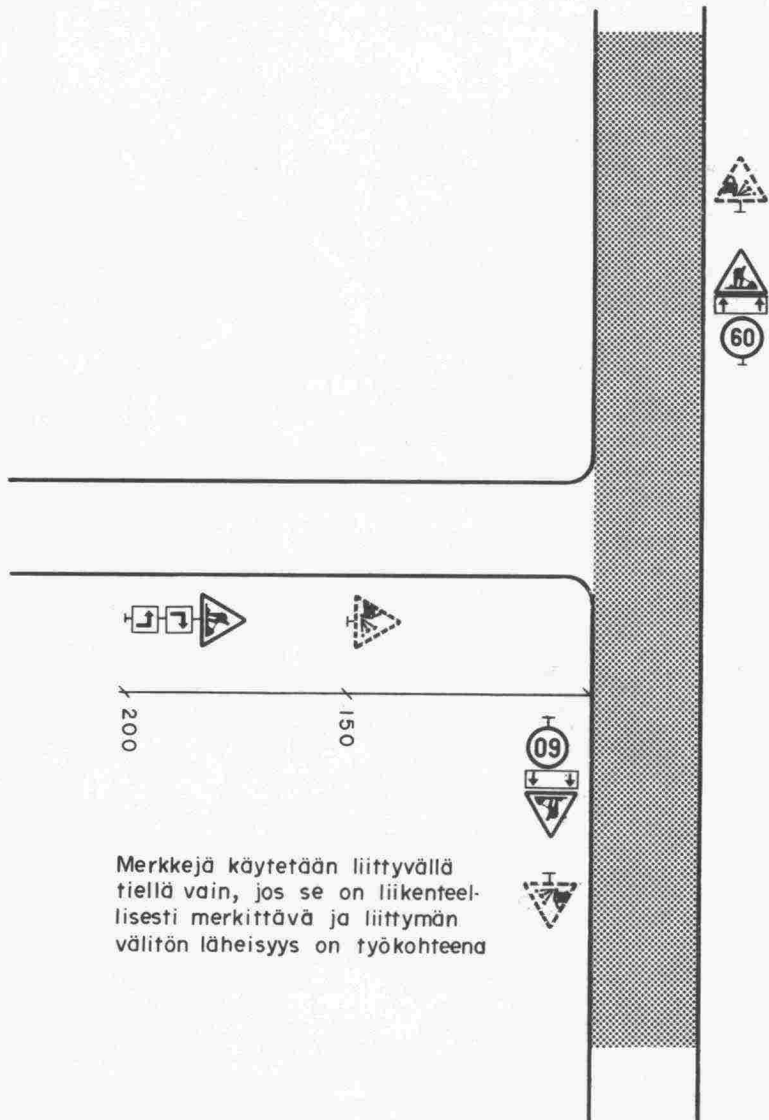 60
200
150
60
Merkkejä käytetään liittyvällä
tiellä vain, jos se on liikenteel-
lisesti merkittävä ja liittymän
välitön läheisyys on työkohteena